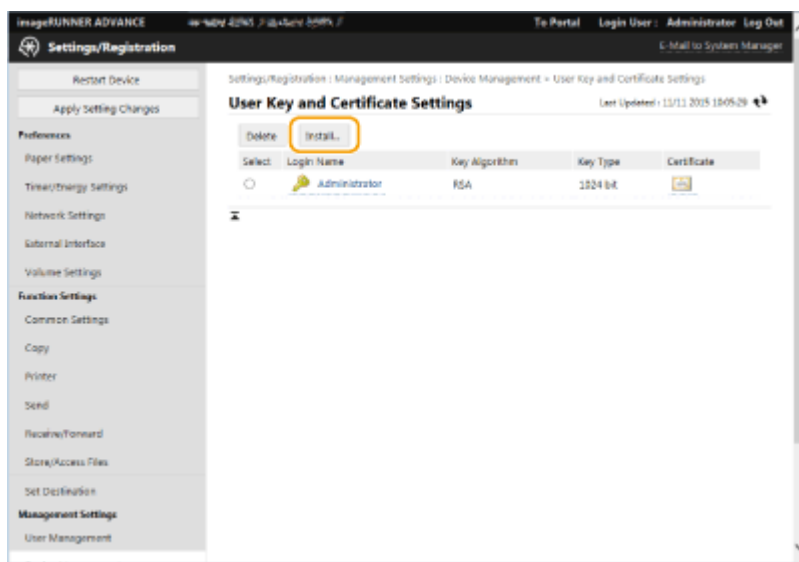 imageRUNNER ADVANCE
To Portal Login User : Administrator Log Out
Settings/Registration
E-Mail to System Manager
Restart Device
Apply Setting Changes
Preferences
Paper Settings
Timer/Energy Settings
Network Settings
External Interface
Volume Settings
Function Settings
Common Settings
Copy
Printer
Send
Receive/Forward
Store/Access Files
Set Destination
Management Settings
User Management
Settings/Registration : Management Settings : Device Management > User Key and Certificate Settings
User Key and Certificate Settings
Last Updated : 11/11 2015 10:05:29
Delete Install...
Select Login Name Key Algorithm Key Type Certificate
Administrator RSA 1024 bit